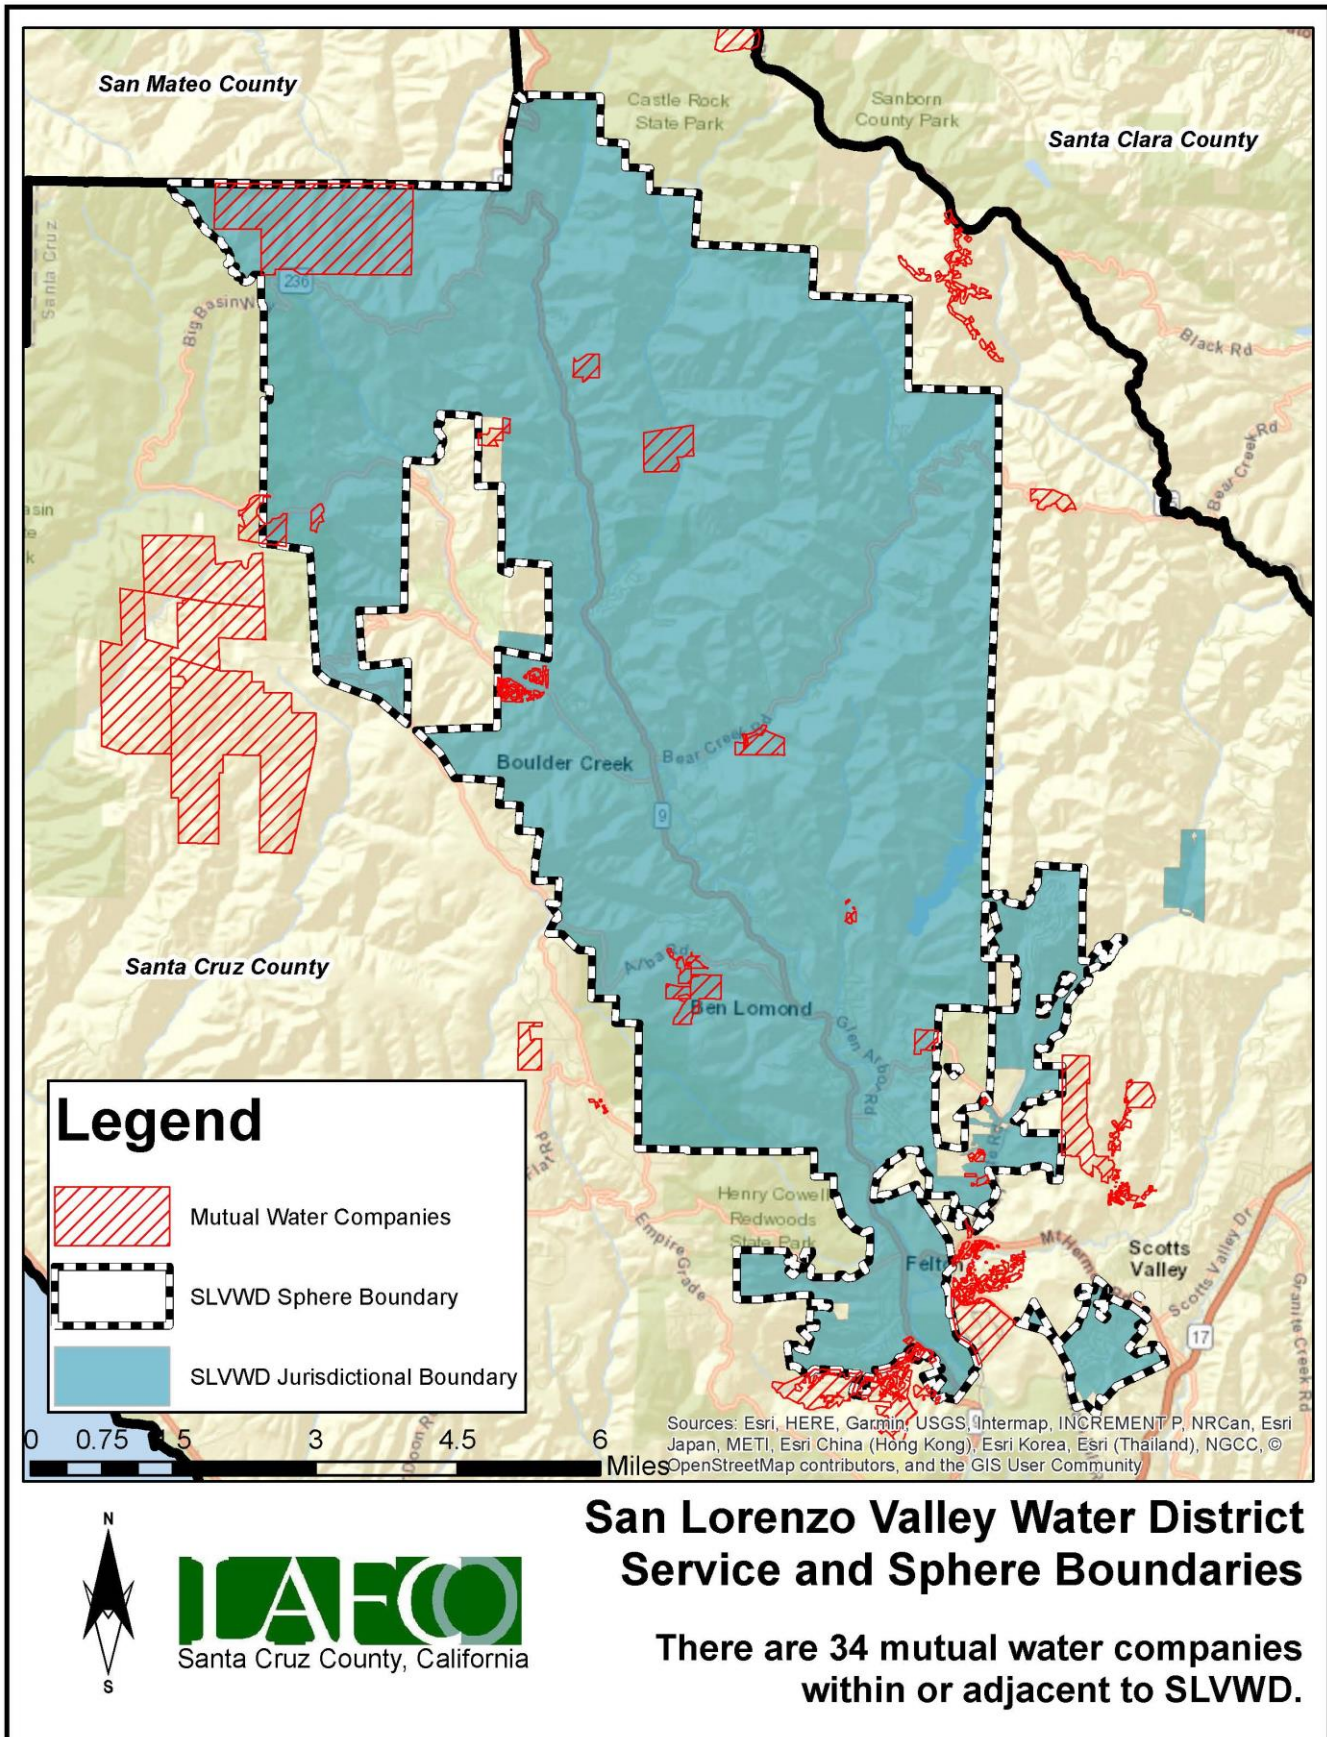 San Mateo County
Castle Rock
State Park
Sanborn
County Park
Santa Clara County
Santa Cruz
236
Big Basin Way
Black Rd
Bear Creek Rd
Boulder Creek
Bear Creek Rd
9
Santa Cruz County
Alba Rd
Ben Lomond
Glen Arbor Rd
Henry Cowell
Redwoods
State Park
Empire Grade
Flat Rd
Felton
Mt Hermon Rd
Scotts
Valley
Scotts Valley Dr
17
Granite Creek Rd
9
Legend
Mutual Water Companies
SLVWD Sphere Boundary
SLVWD Jurisdictional Boundary
0 0.75 1.5 3 4.5 6
Miles
Sources: Esri, HERE, Garmin, USGS, Intermap, INCREMENT P, NRCan, Esri
Japan, METI, Esri China (Hong Kong), Esri Korea, Esri (Thailand), NGCC, ©
OpenStreetMap contributors, and the GIS User Community
San Lorenzo Valley Water District
Service and Sphere Boundaries
There are 34 mutual water companies
within or adjacent to SLVWD.
N
S
LAFCO
Santa Cruz County, California